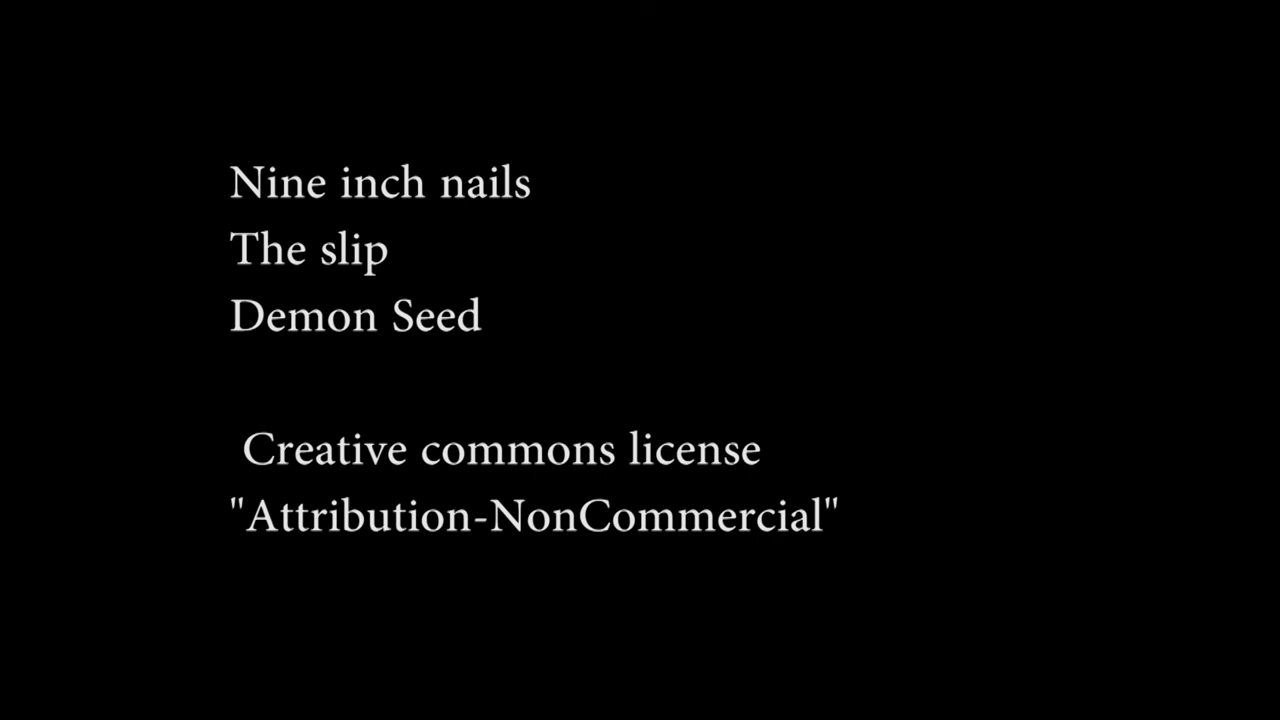 Nine inch nails
The slip
Demon Seed
Creative commons license
"Attribution-NonCommercial"